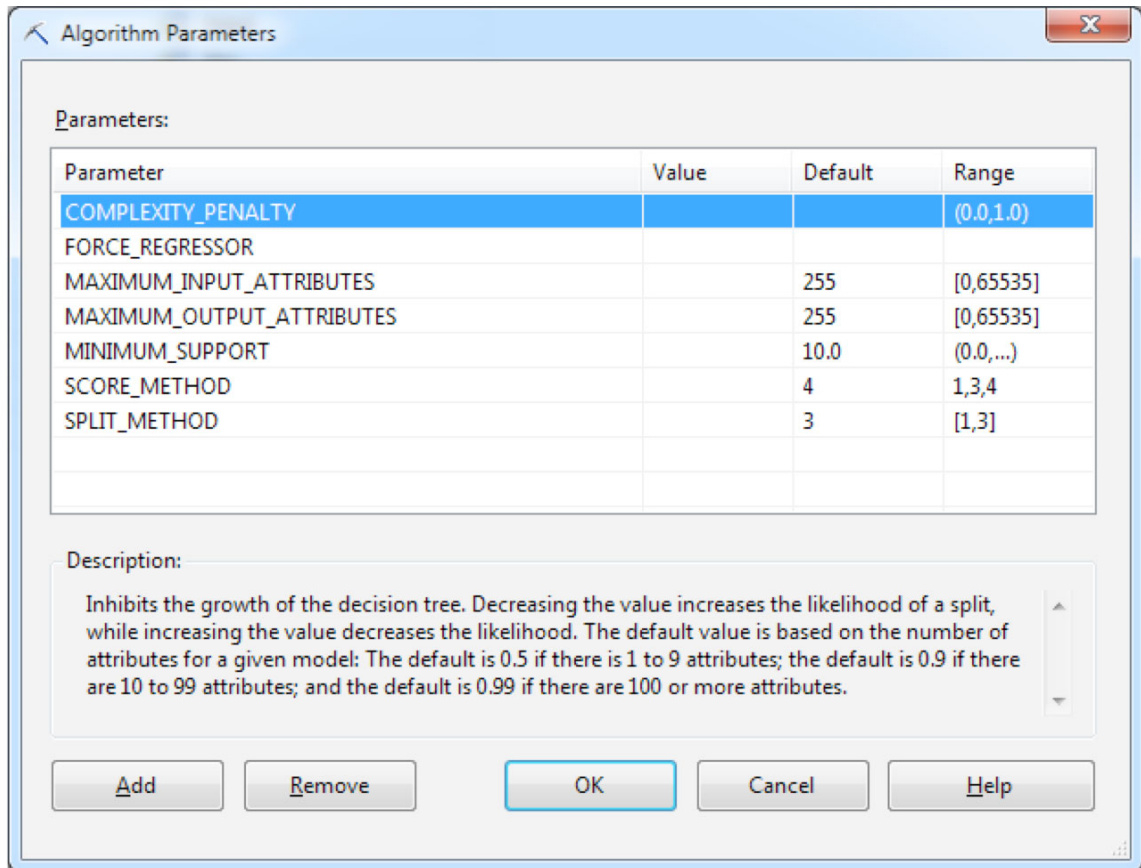 Algorithm Parameters
Parameters:
Parameter Value Default Range
COMPLEXITY_PENALTY (0.0,1.0)
FORCE_REGRESSOR
MAXIMUM_INPUT_ATTRIBUTES 255 [0,65535]
MAXIMUM_OUTPUT_ATTRIBUTES 255 [0,65535]
MINIMUM_SUPPORT 10.0 (0.0,...)
SCORE_METHOD 4 1,3,4
SPLIT_METHOD 3 [1,3]
Description:
Inhibits the growth of the decision tree. Decreasing the value increases the likelihood of a split,
while increasing the value decreases the likelihood. The default value is based on the number of
attributes for a given model: The default is 0.5 if there is 1 to 9 attributes; the default is 0.9 if there
are 10 to 99 attributes; and the default is 0.99 if there are 100 or more attributes.
Add Remove OK Cancel Help